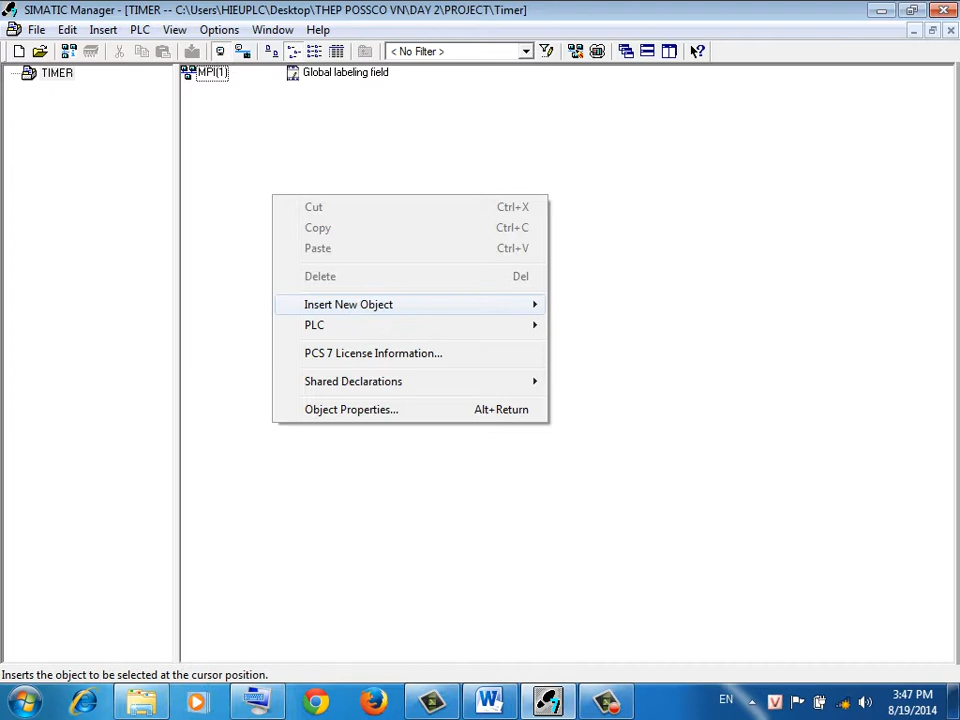 SIMATIC Manager - [TIMER -- C:\Users\HIEUPLC\Desktop\THEP POSSCO VN\DAY 2\PROJECT\Timer]
File Edit Insert PLC View Options Window Help
< No Filter >
TIMER
MPI(1)
Global labeling field
Cut Ctrl+X
Copy Ctrl+C
Paste Ctrl+V
Delete Del
Insert New Object
PLC
PCS 7 License Information...
Shared Declarations
Object Properties... Alt+Return
Inserts the object to be selected at the cursor position.
EN
3:47 PM
8/19/2014